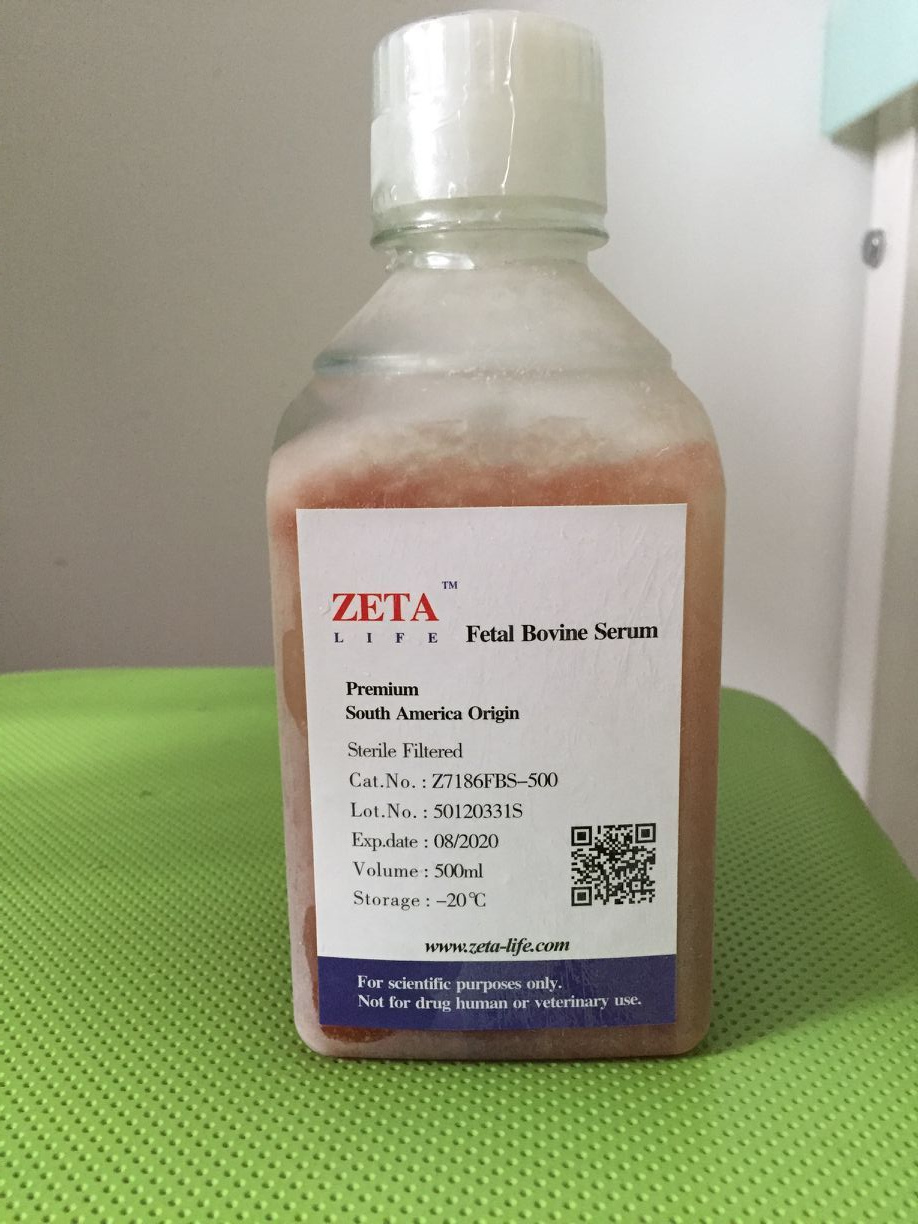 ZETA™
LIFE
Fetal Bovine Serum
Premium
South America Origin
Sterile Filtered
Cat.No. : Z7186FBS-500
Lot.No. : 50120331S
Exp.date : 08/2020
Volume : 500ml
Storage : -20℃
www.zeta-life.com
For scientific purposes only.
Not for drug human or veterinary use.